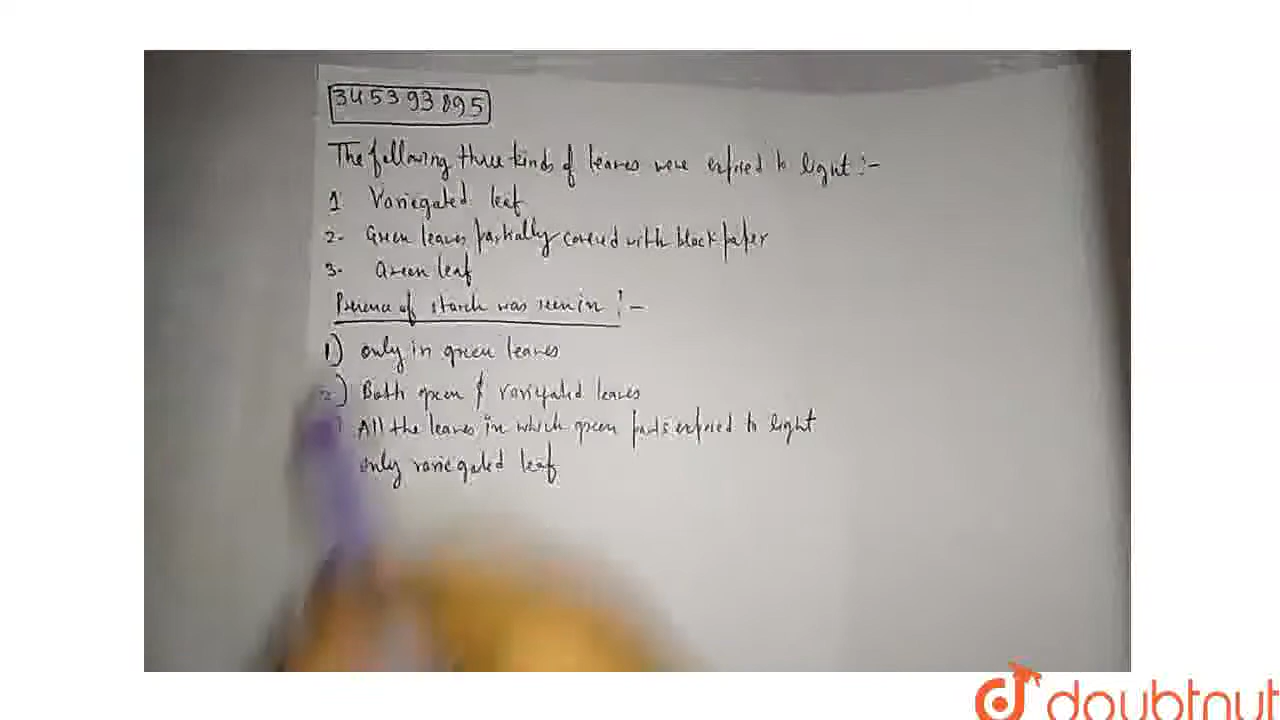 345393895
The following three kinds of leaves were exposed to light :-
1 Variegated leaf
2- Green leaves partially covered with black paper
3- Green leaf
Presence of starch was seen in :-
1) only in green leaves
2) Both green & variegated leaves
All the leaves in which green parts exposed to light
only variegated leaf
doubtnut